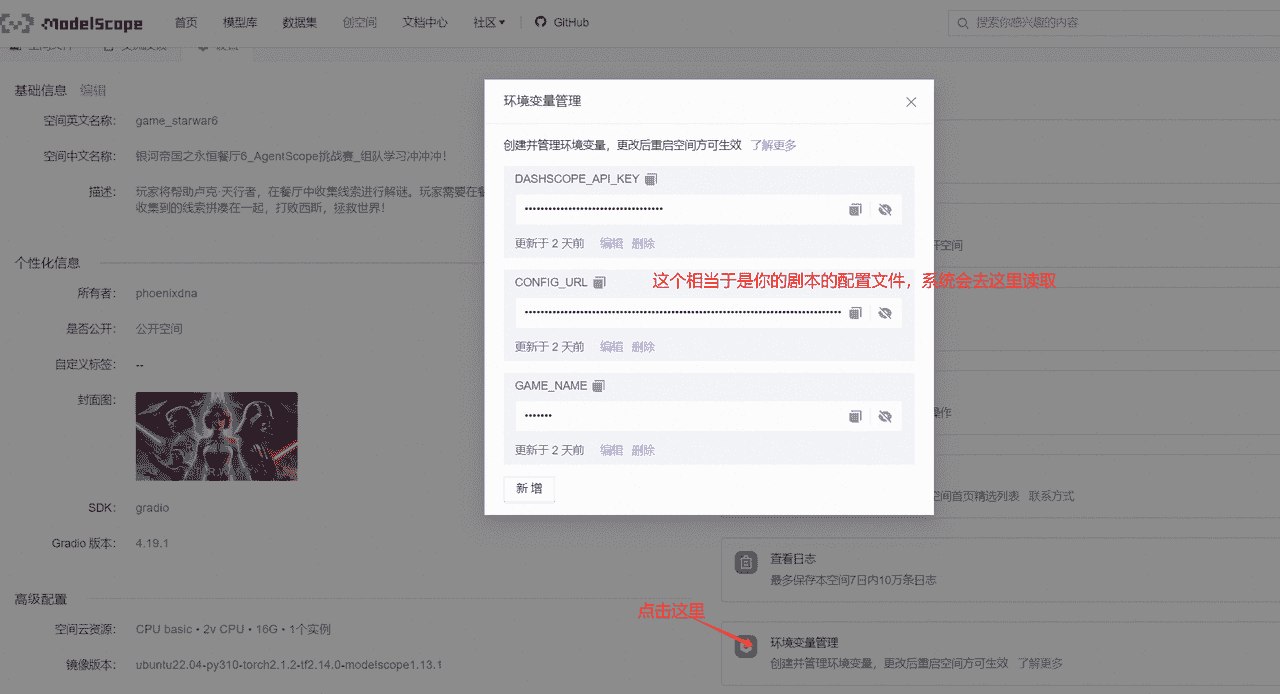 ModelScope 首页 模型库 数据集 创空间 文档中心 社区 GitHub 搜索你感兴趣的内容
基础信息 编辑
空间英文名称: game_starwar6
空间中文名称: 银河帝国之永恒餐厅6_AgentScope挑战赛_组队学习冲冲冲!
描述: 玩家将帮助卢克·天行者，在餐厅中收集线索进行解谜。玩家需要在餐
收集到的线索拼凑在一起，打败西斯，拯救世界!
个性化信息
所有者: phoenixdna
是否公开: 公开空间
自定义标签: --
封面图:
SDK: gradio
Gradio 版本: 4.19.1
高级配置
空间云资源: CPU basic • 2v CPU • 16G • 1个实例
镜像版本: ubuntu22.04-py310-torch2.1.2-tf2.14.0-modelscope1.13.1
环境变量管理
创建并管理环境变量，更改后重启空间方可生效 了解更多
DASHSCOPE_API_KEY
更新于 2 天前 编辑 删除
CONFIG_URL
这个相当于是你的剧本的配置文件，系统会去这里读取
更新于 2 天前 编辑 删除
GAME_NAME
更新于 2 天前 编辑 删除
新 增
开空间
操作
空间首页精选列表 联系方式
查看日志
最多保存本空间7日内10万条日志
点击这里
环境变量管理
创建并管理环境变量，更改后重启空间方可生效 了解更多